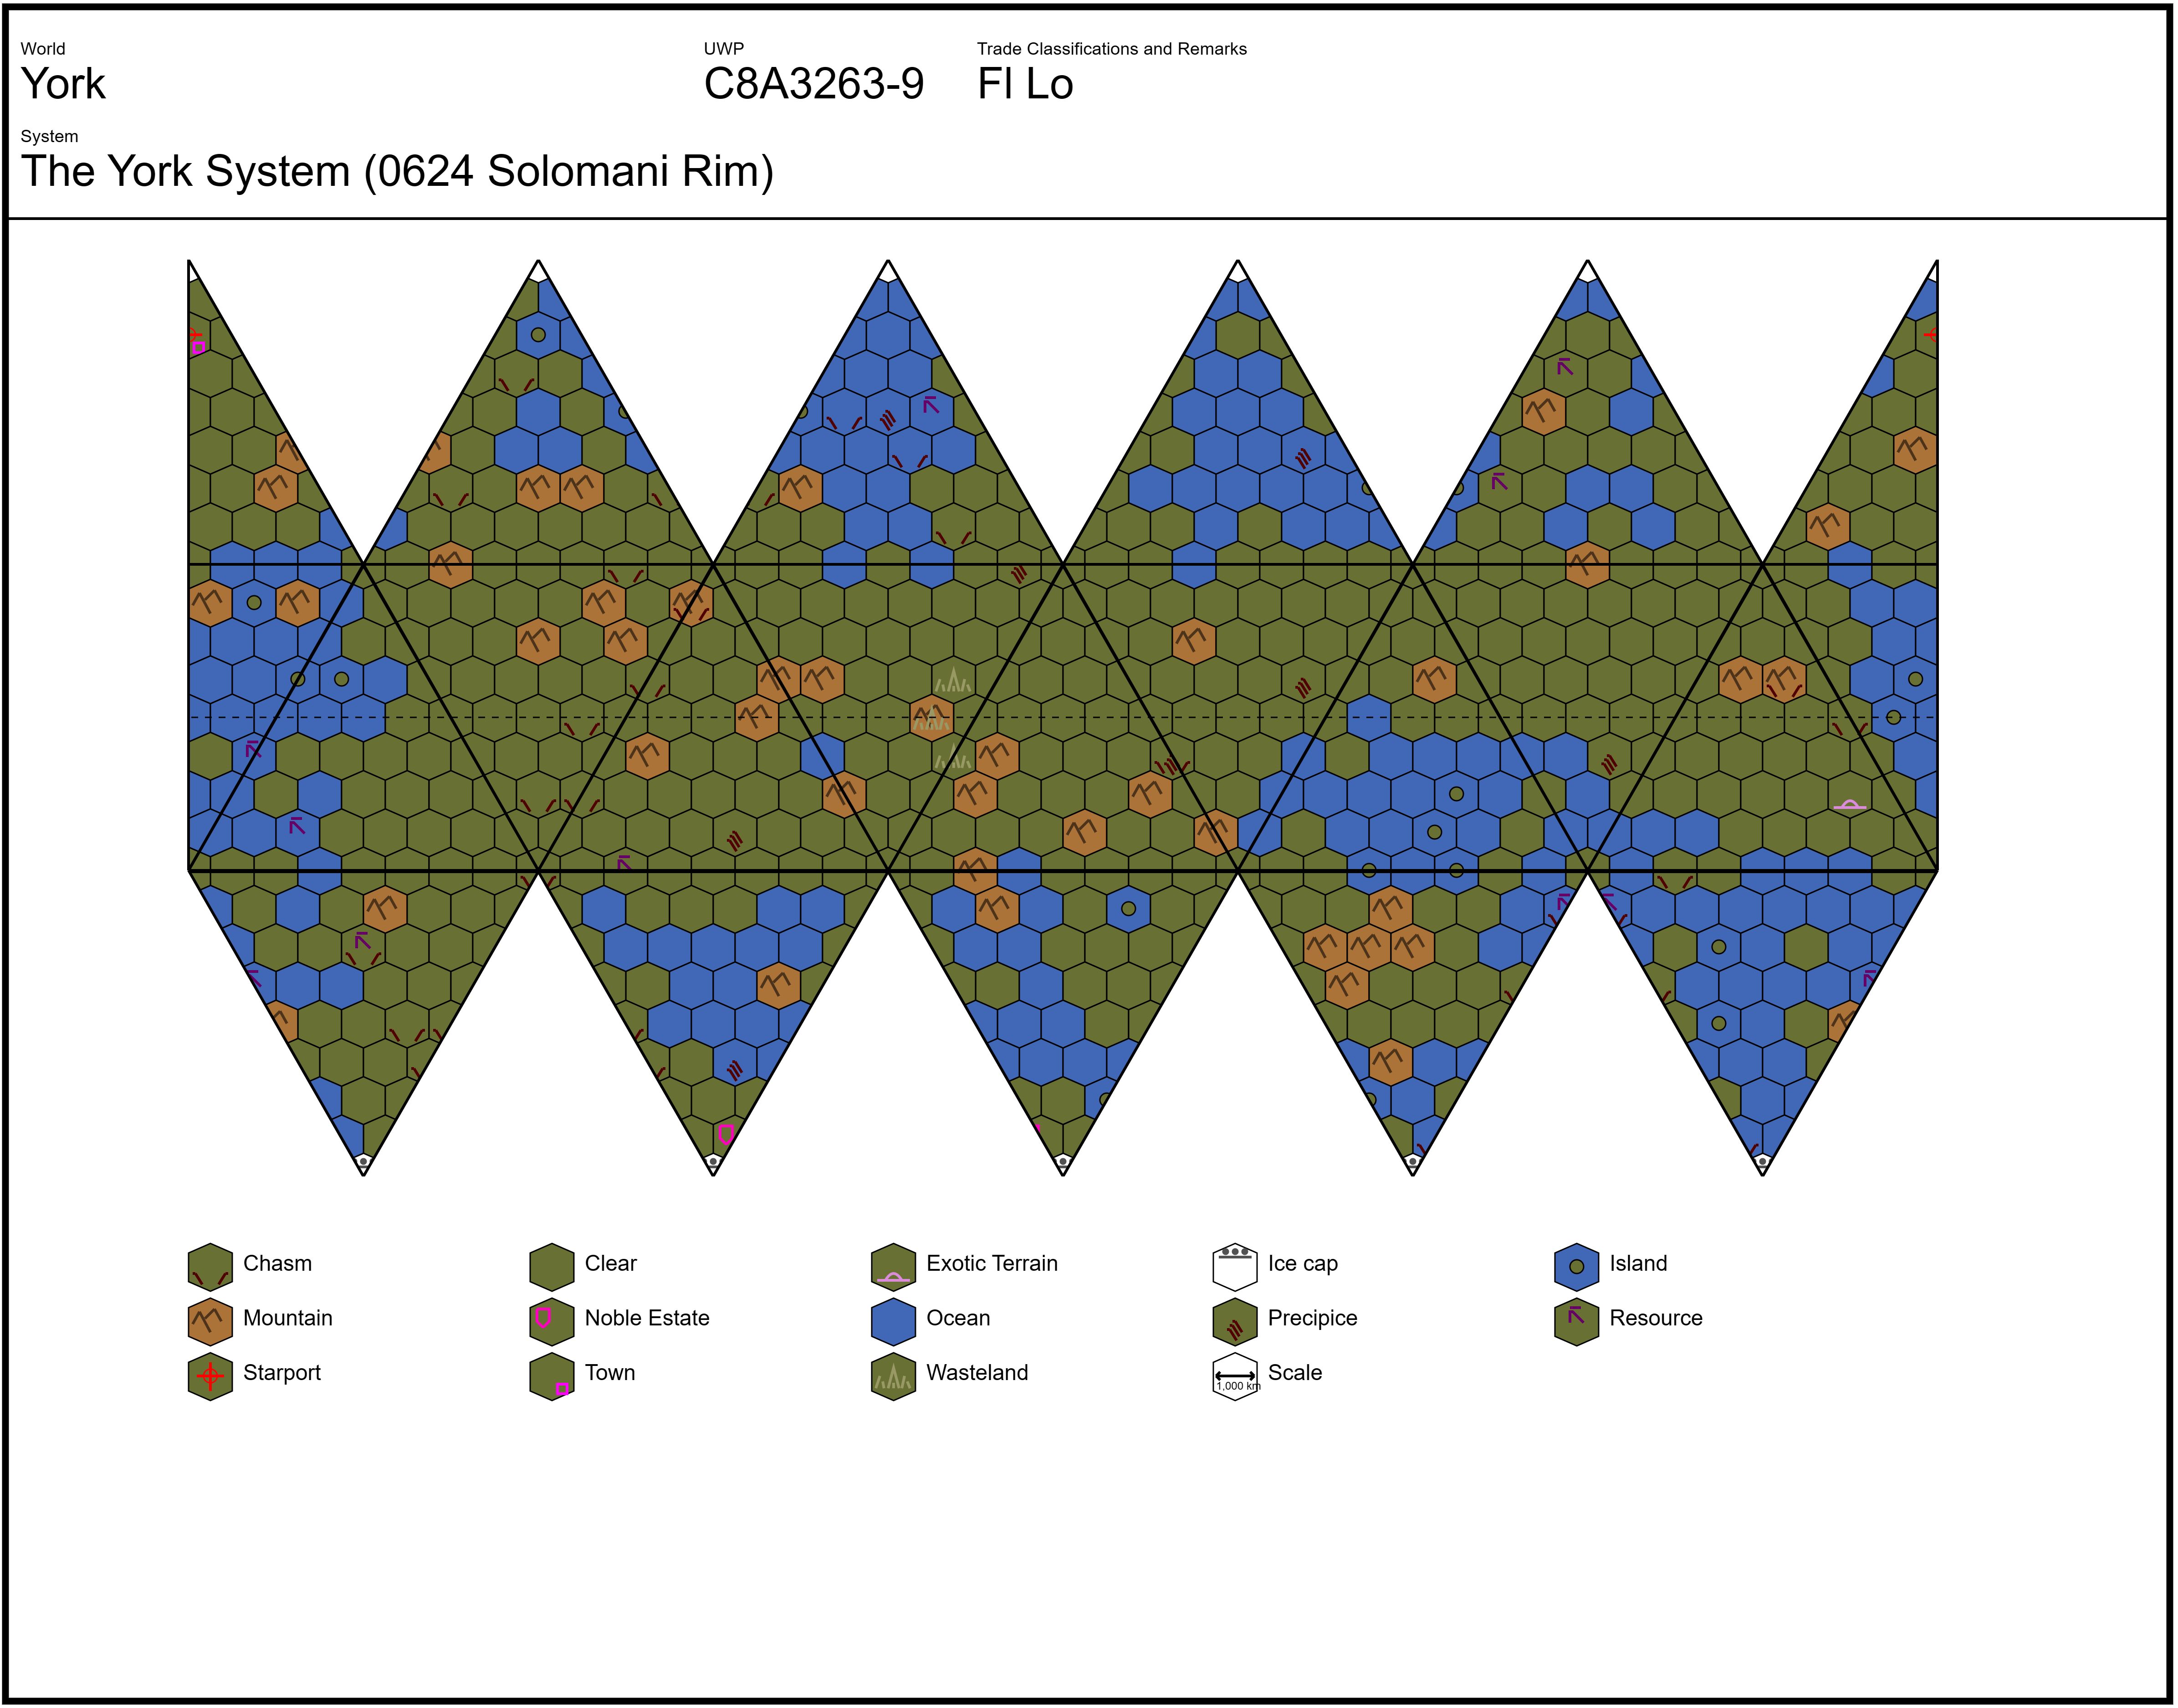 World
York
UWP
C8A3263-9
Trade Classifications and Remarks
Fl Lo
System
The York System (0624 Solomani Rim)
Chasm
Clear
Exotic Terrain
Ice cap
Island
Mountain
Noble Estate
Ocean
Precipice
Resource
Starport
Town
Wasteland
1,000 km
Scale